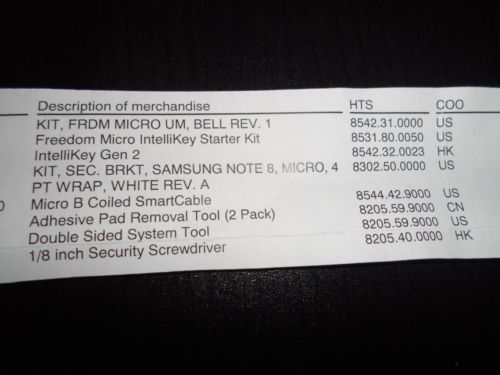 Description of merchandise HTS COO
KIT, FRDM MICRO UM, BELL REV. 1 8542.31.0000 US
Freedom Micro IntelliKey Starter Kit 8531.80.0050 US
IntelliKey Gen 2 8542.32.0023 HK
KIT, SEC. BRKT, SAMSUNG NOTE 8, MICRO, 4 8302.50.0000 US
PT WRAP, WHITE REV. A
Micro B Coiled SmartCable 8544.42.9000 US
Adhesive Pad Removal Tool (2 Pack) 8205.59.9000 CN
Double Sided System Tool 8205.59.9000 US
1/8 inch Security Screwdriver 8205.40.0000 HK